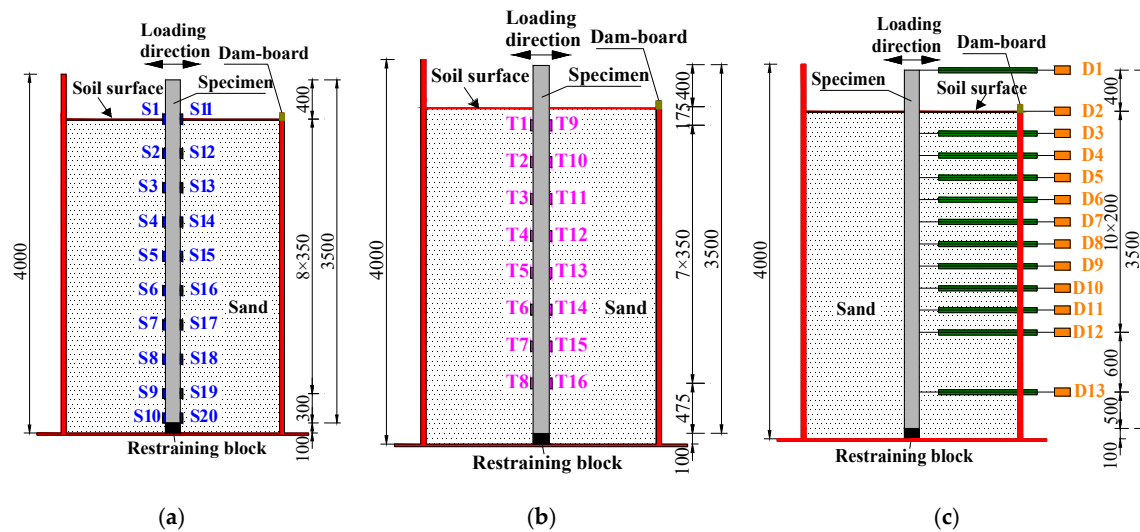 Loading
direction
Dam-board
Specimen
Soil surface
S1
S11
S2
S12
S3
S13
S4
S14
S5
S15
S6
S16
S7
S17
S8
S18
S9
S19
S10
S20
Sand
Restraining block
4000
400
8×350
3500
300
100
(a)
Loading
direction
Dam-board
Specimen
Soil surface
T1
T9
T2
T10
T3
T11
T4
T12
T5
T13
T6
T14
T7
T15
T8
T16
Sand
Restraining block
4000
400
175
7×350
3500
475
100
(b)
Loading
direction
Dam-board
Specimen
Soil surface
D1
D2
D3
D4
D5
D6
D7
D8
D9
D10
D11
D12
D13
Sand
Restraining block
4000
400
10×200
3500
600
500
100
(c)